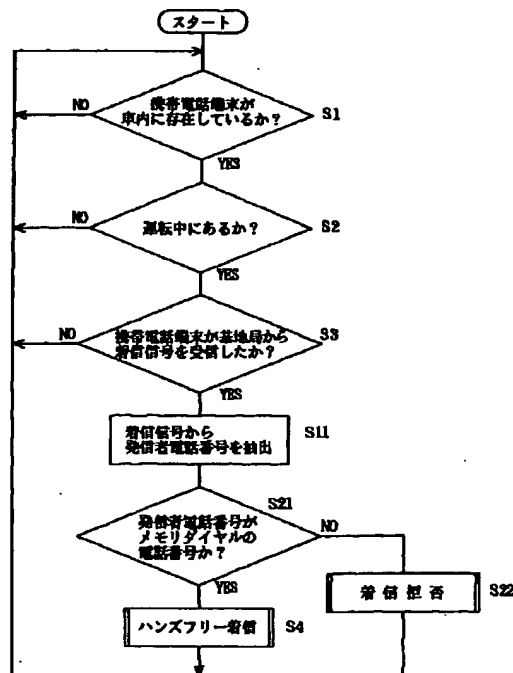 スタート
携帯電話端末が
車内に存在しているか？
S1
NO
YES
運転中にあるか？
S2
NO
YES
携帯電話端末が基地局から
着信信号を受信したか？
S3
NO
YES
着信信号から
発信者電話番号を抽出
S11
発信者電話番号が
メモリダイヤルの
電話番号か？
S21
NO
YES
着信拒否
S22
ハンズフリー着信
S4